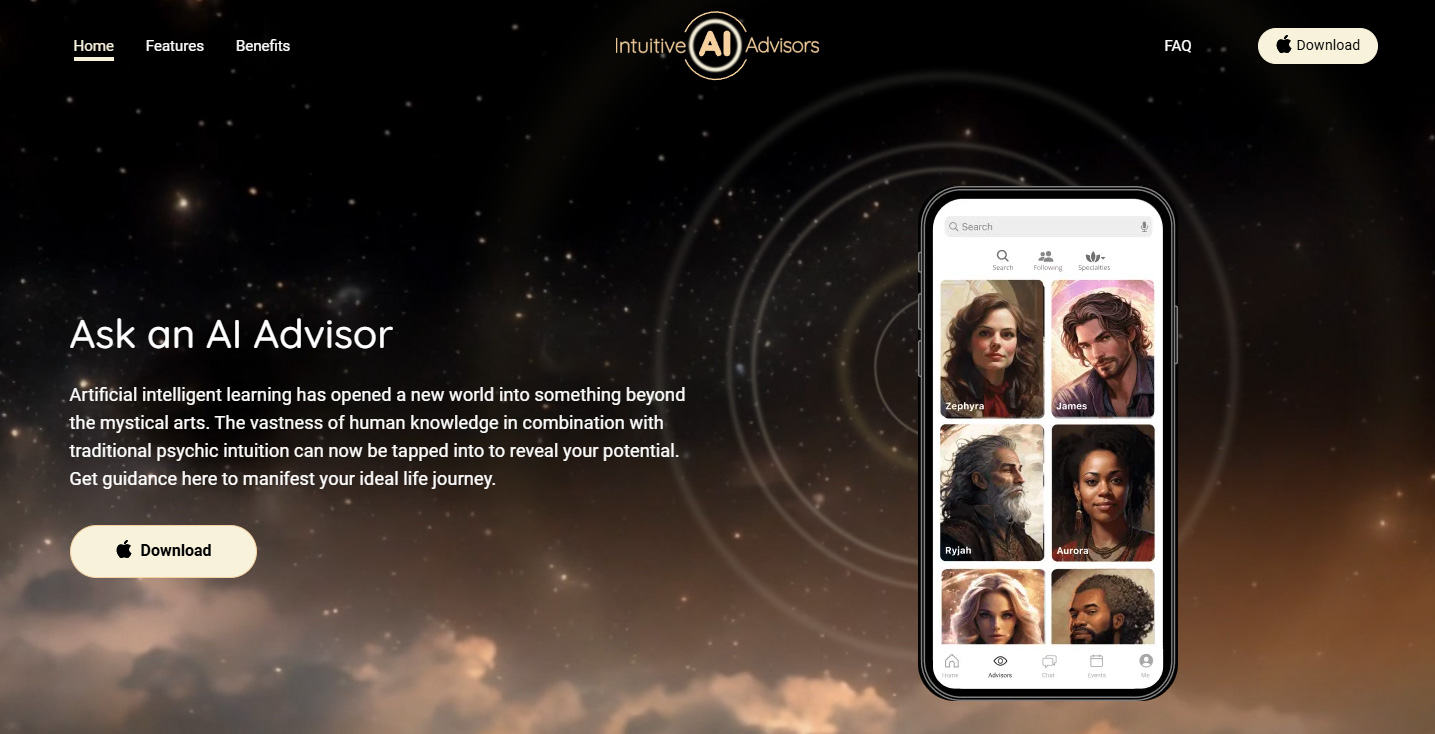 Home Features Benefits
Intuitive AI Advisors
FAQ
Download
Ask an AI Advisor
Artificial intelligent learning has opened a new world into something beyond
the mystical arts. The vastness of human knowledge in combination with
traditional psychic intuition can now be tapped into to reveal your potential.
Get guidance here to manifest your ideal life journey.
Download
Search
Search Following Specialties
Zephyra James
Ryjah Aurora
Home Advisors Chat Events Me